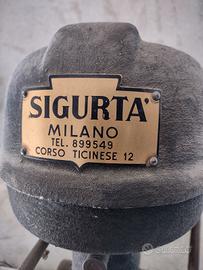 SIGURTA'
MILANO
TEL. 899549
CORSO TICINESE 12